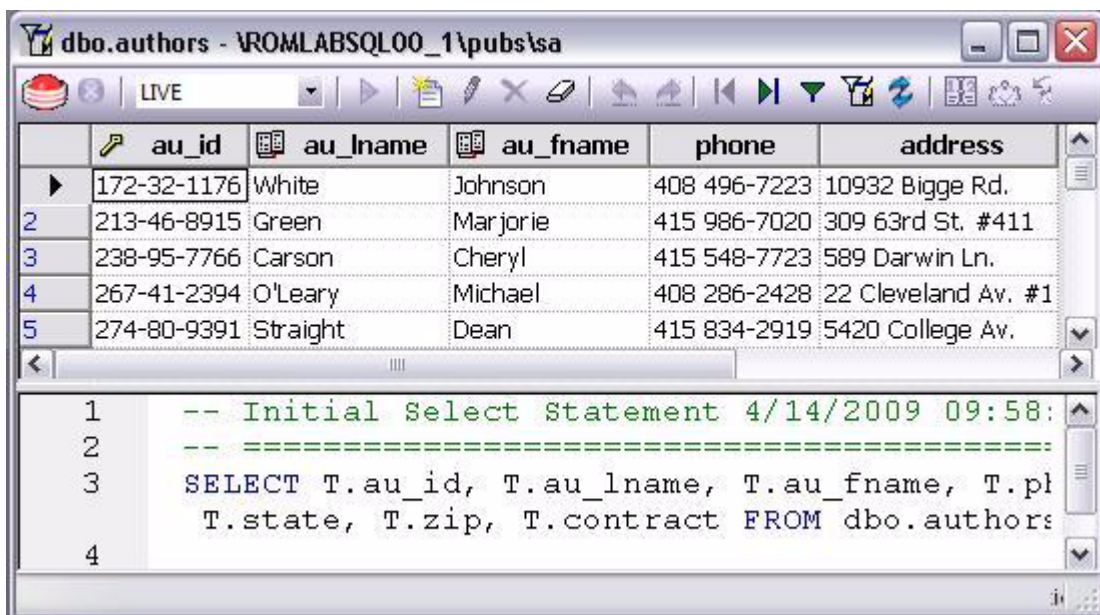 dbo.authors - \ROMLABSQL00_1\pubs\sa
LIVE
au_id au_lname au_fname phone address
172-32-1176 White Johnson 408 496-7223 10932 Bigge Rd.
2 213-46-8915 Green Marjorie 415 986-7020 309 63rd St. #411
3 238-95-7766 Carson Cheryl 415 548-7723 589 Darwin Ln.
4 267-41-2394 O'Leary Michael 408 286-2428 22 Cleveland Av. #1
5 274-80-9391 Straight Dean 415 834-2919 5420 College Av.
1 -- Initial Select Statement 4/14/2009 09:58:
2 -- =========================================
3 SELECT T.au_id, T.au_lname, T.au_fname,
T.state, T.zip, T.contract FROM dbo.authors
4